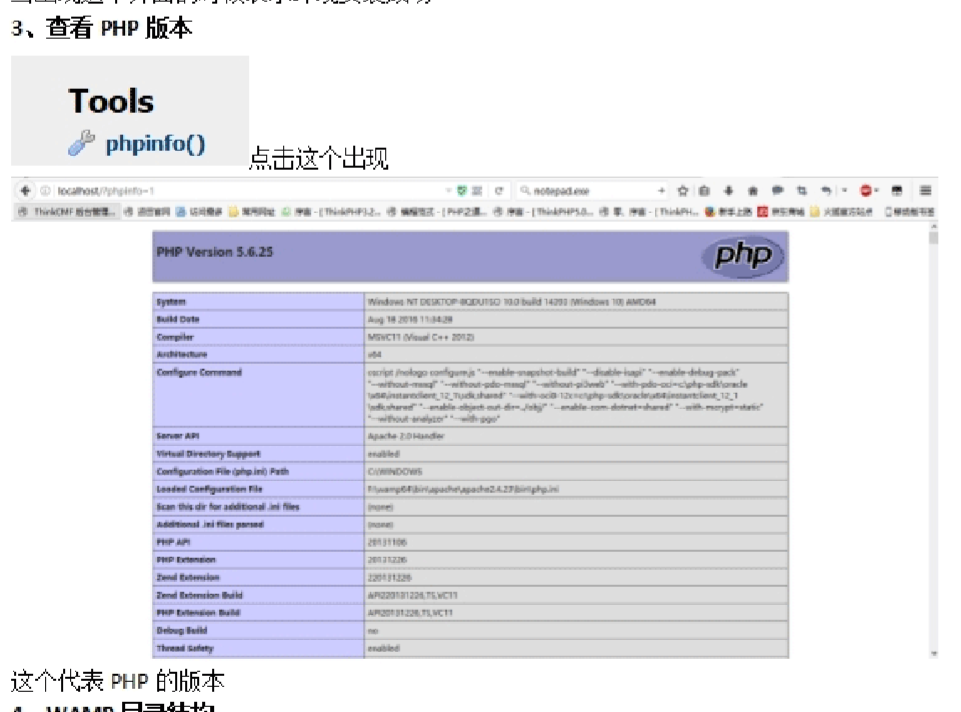 3、查看 PHP 版本
Tools
phpinfo()
点击这个出现
localhost/?phpinfo=1
notepad.exe
PHP Version 5.6.25
php
System Windows NT DESKTOP-8QDU1SO 10.0 build 14393 (Windows 10) AMD64
Build Date Aug 18 2016 11:34:28
Compiler MSVC11 (Visual C++ 2012)
Architecture x64
Configure Command cscript /nologo configure.js "--enable-snapshot-build" "--disable-isapi" "--enable-debug-pack"
"--without-mssql" "--without-pdo-mssql" "--without-pi3web" "--with-pdo-oci=c:\php-sdk\oracle
\x64\instantclient_12_1\sdk,shared" "--with-oci8-12c=c:\php-sdk\oracle\x64\instantclient_12_1
\sdk,shared" "--enable-object-out-dir=../obj/" "--enable-com-dotnet=shared" "--with-mcrypt=static"
"--without-analyzer" "--with-pgo"
Server API Apache 2.0 Handler
Virtual Directory Support enabled
Configuration File (php.ini) Path C:\WINDOWS
Loaded Configuration File wamp64\bin\apache\apache2.4.23\bin\php.ini
Scan this dir for additional .ini files (none)
Additional .ini files parsed (none)
PHP API 20131106
PHP Extension 20131226
Zend Extension 220131226
Zend Extension Build API220131226,TS,VC11
PHP Extension Build API20131226,TS,VC11
Debug Build no
Thread Safety enabled
这个代表 PHP 的版本
4、WAMP 目录结构